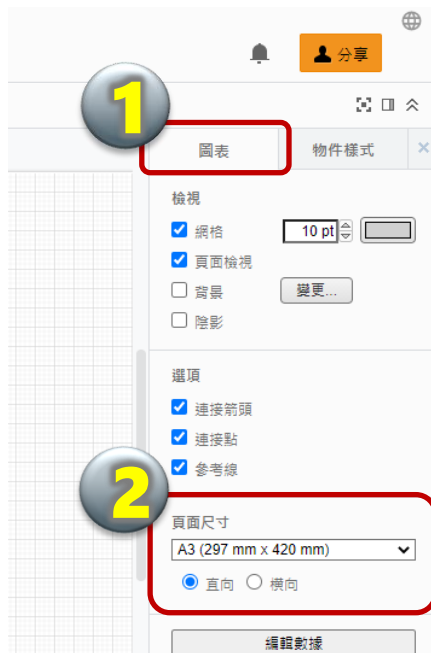 分享
1
圖表 物件樣式 ×
檢視
網格 10 pt
頁面檢視
背景 變更...
陰影
選項
連接箭頭
連接點
參考線
2
頁面尺寸
A3 (297 mm x 420 mm)
直向 橫向
編輯數據